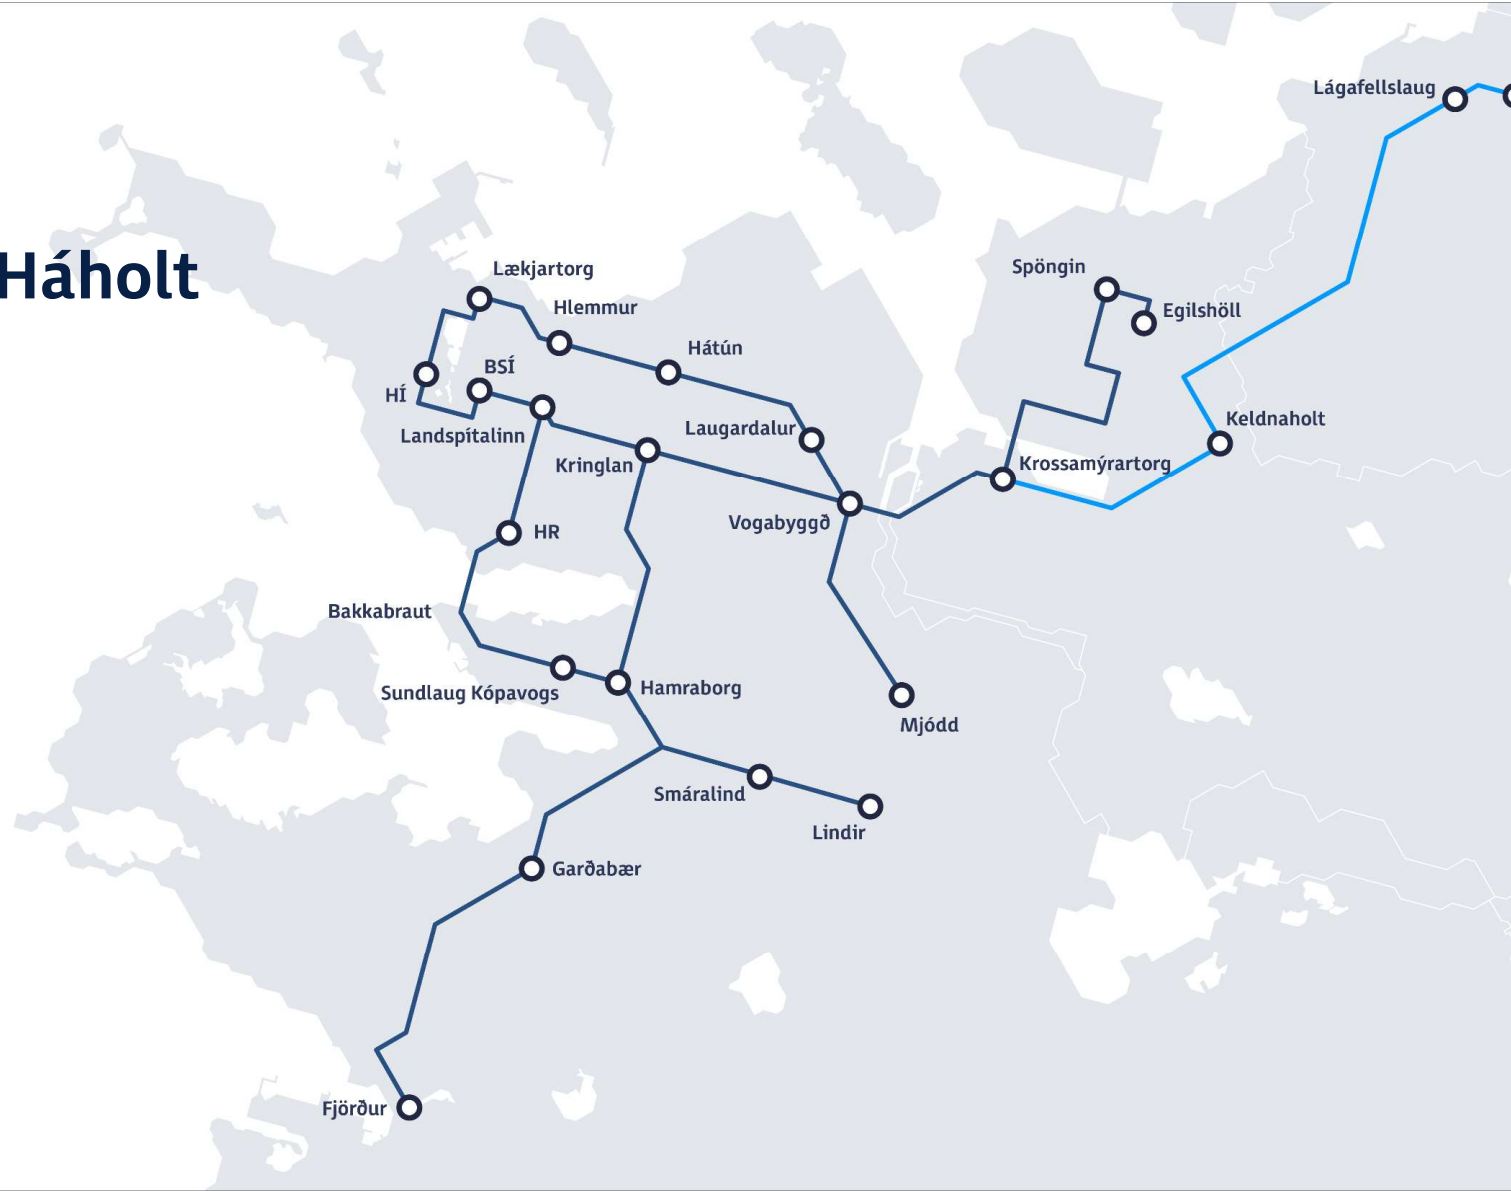 Lágafellslaug
Háholt
Lækjartorg
Spöngin
Hlemmur
Egilshöll
Hátún
BSÍ
HÍ
Keldnaholt
Laugardalur
Landspítalinn
Kringlan
Krossamýrartorg
Vogabyggð
HR
Bakkabraut
Hamraborg
Sundlaug Kópavogs
Mjódd
Smáralind
Lindir
Garðabær
Fjörður